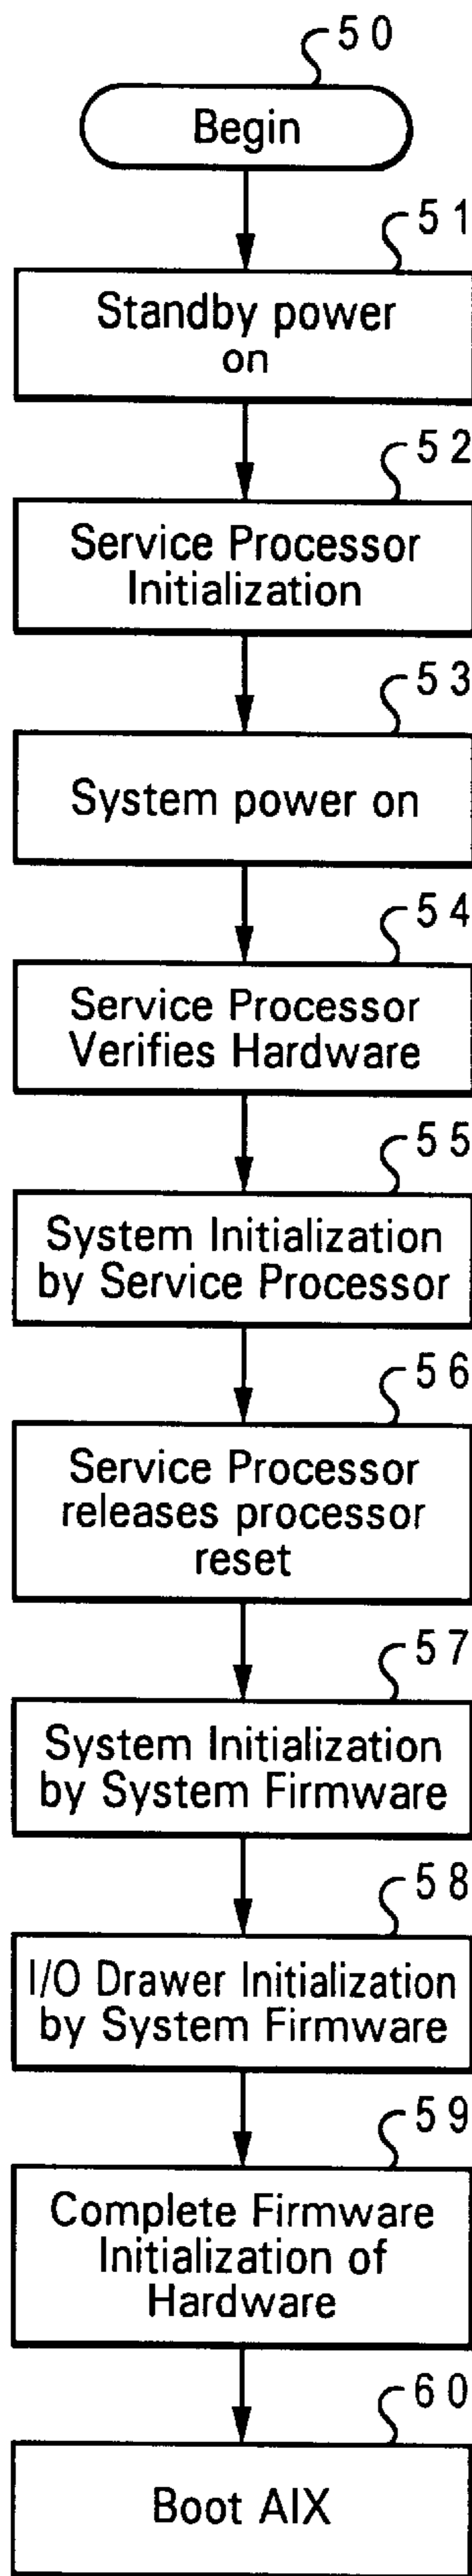 50
Begin
51
Standby power
on
52
Service Processor
Initialization
53
System power on
54
Service Processor
Verifies Hardware
55
System Initialization
by Service Processor
56
Service Processor
releases processor
reset
57
System Initialization
by System Firmware
58
I/O Drawer Initialization
by System Firmware
59
Complete Firmware
Initialization of
Hardware
60
Boot AIX